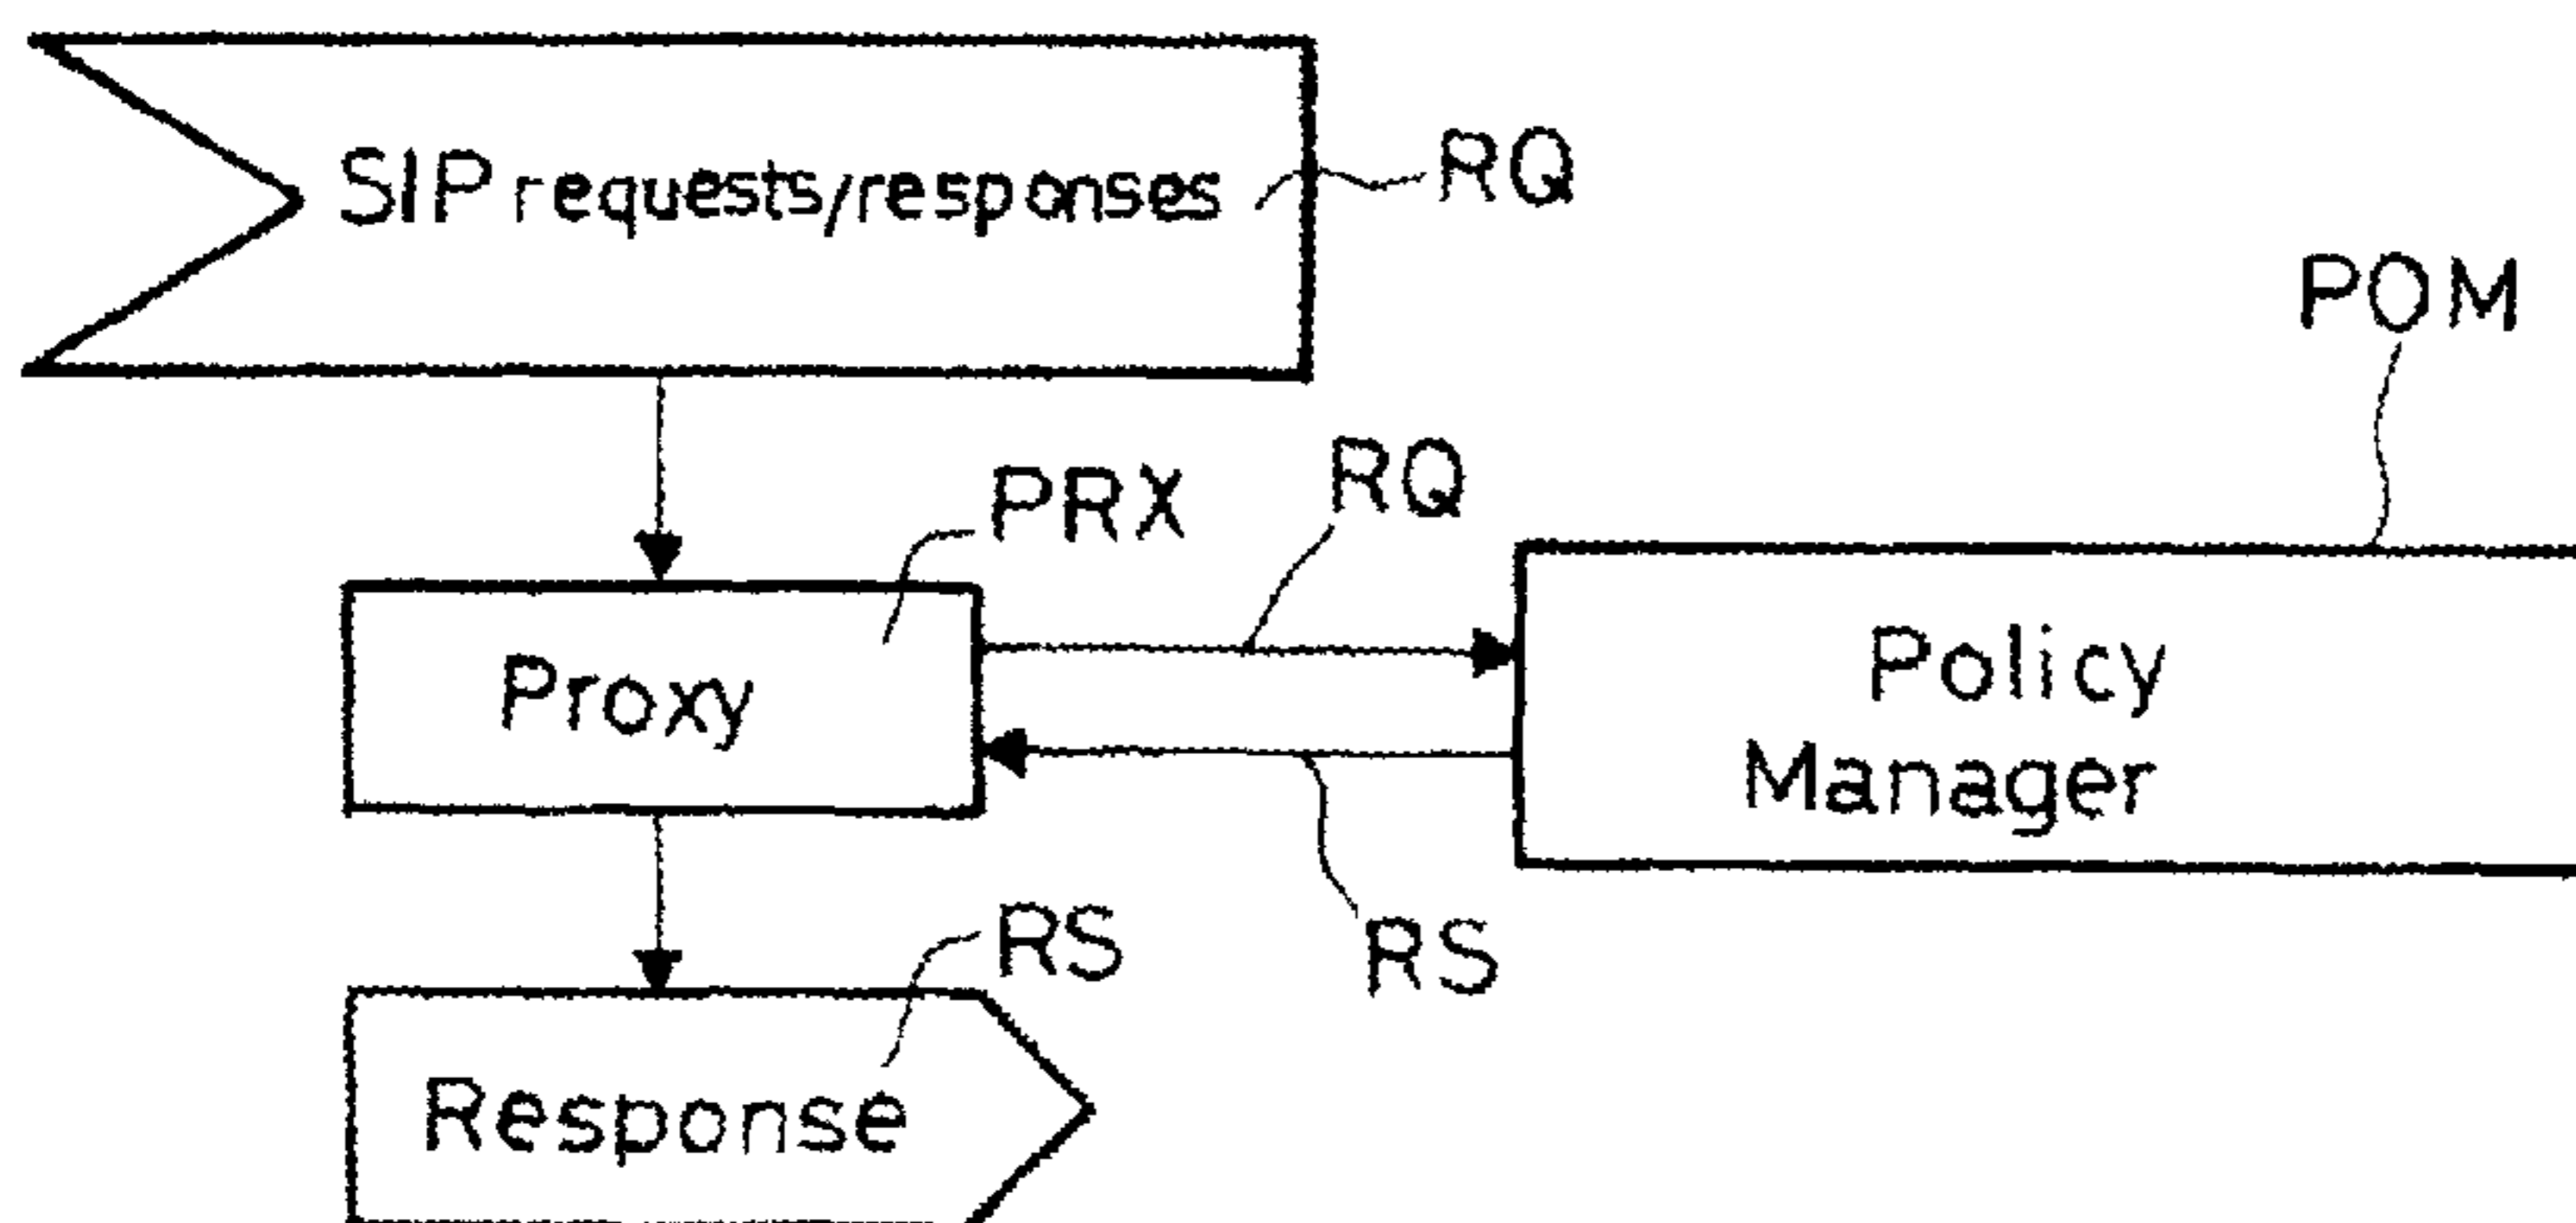 SIP requests/responses
RQ
POM
PRX
RQ
Proxy
Policy
Manager
RS
RS
Response